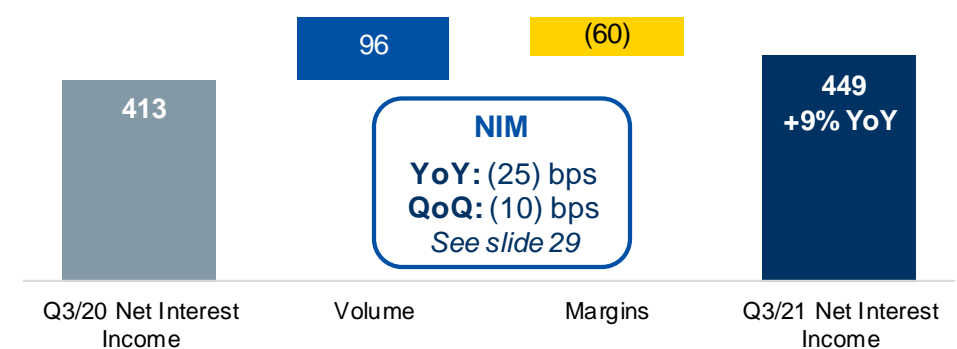 96
(60)
413
449
+9% YoY
NIM
YoY: (25) bps
QoQ: (10) bps
See slide 29
Q3/20 Net Interest
Income
Volume
Margins
Q3/21 Net Interest
Income